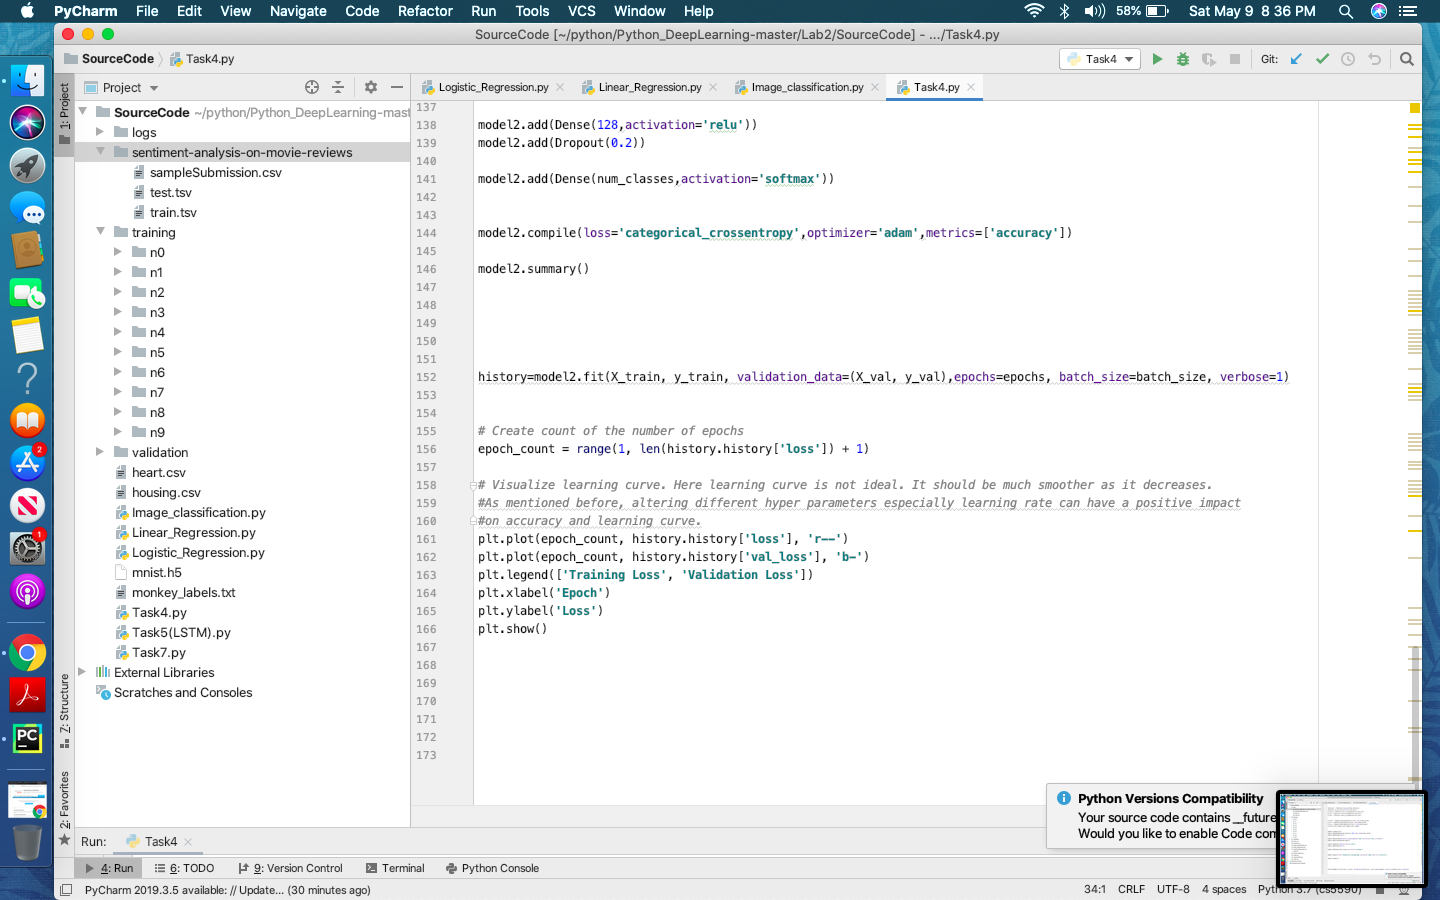 PyCharm File Edit View Navigate Code Refactor Run Tools VCS Window Help 58% Sat May 9 8 36 PM
SourceCode [~/python/Python_DeepLearning-master/Lab2/SourceCode] - .../Task4.py
SourceCode Task4.py Task4 Git:
Project Logistic_Regression.py Linear_Regression.py Image_classification.py Task4.py
1: Project
SourceCode ~/python/Python_DeepLearning-mast
logs
sentiment-analysis-on-movie-reviews
sampleSubmission.csv
test.tsv
train.tsv
training
n0
n1
n2
n3
n4
n5
n6
n7
n8
n9
validation
heart.csv
housing.csv
Image_classification.py
Linear_Regression.py
Logistic_Regression.py
mnist.h5
monkey_labels.txt
Task4.py
Task5(LSTM).py
Task7.py
External Libraries
Scratches and Consoles
Z: Structure
2: Favorites
2
1
PC
137
138 model2.add(Dense(128,activation='relu'))
139 model2.add(Dropout(0.2))
140
141 model2.add(Dense(num_classes,activation='softmax'))
142
143
144 model2.compile(loss='categorical_crossentropy',optimizer='adam',metrics=['accuracy'])
145
146 model2.summary()
147
148
149
150
151
152 history=model2.fit(X_train, y_train, validation_data=(X_val, y_val),epochs=epochs, batch_size=batch_size, verbose=1)
153
154
155 # Create count of the number of epochs
156 epoch_count = range(1, len(history.history['loss']) + 1)
157
158 # Visualize learning curve. Here learning curve is not ideal. It should be much smoother as it decreases.
159 #As mentioned before, altering different hyper parameters especially learning rate can have a positive impact
160 #on accuracy and learning curve.
161 plt.plot(epoch_count, history.history['loss'], 'r--')
162 plt.plot(epoch_count, history.history['val_loss'], 'b-')
163 plt.legend(['Training Loss', 'Validation Loss'])
164 plt.xlabel('Epoch')
165 plt.ylabel('Loss')
166 plt.show()
167
168
169
170
171
172
173
Python Versions Compatibility
Your source code contains __future
Would you like to enable Code con
Run: Task4
4: Run 6: TODO 9: Version Control Terminal Python Console
PyCharm 2019.3.5 available: // Update... (30 minutes ago) 34:1 CRLF UTF-8 4 spaces Python 3.7 (cs5590)